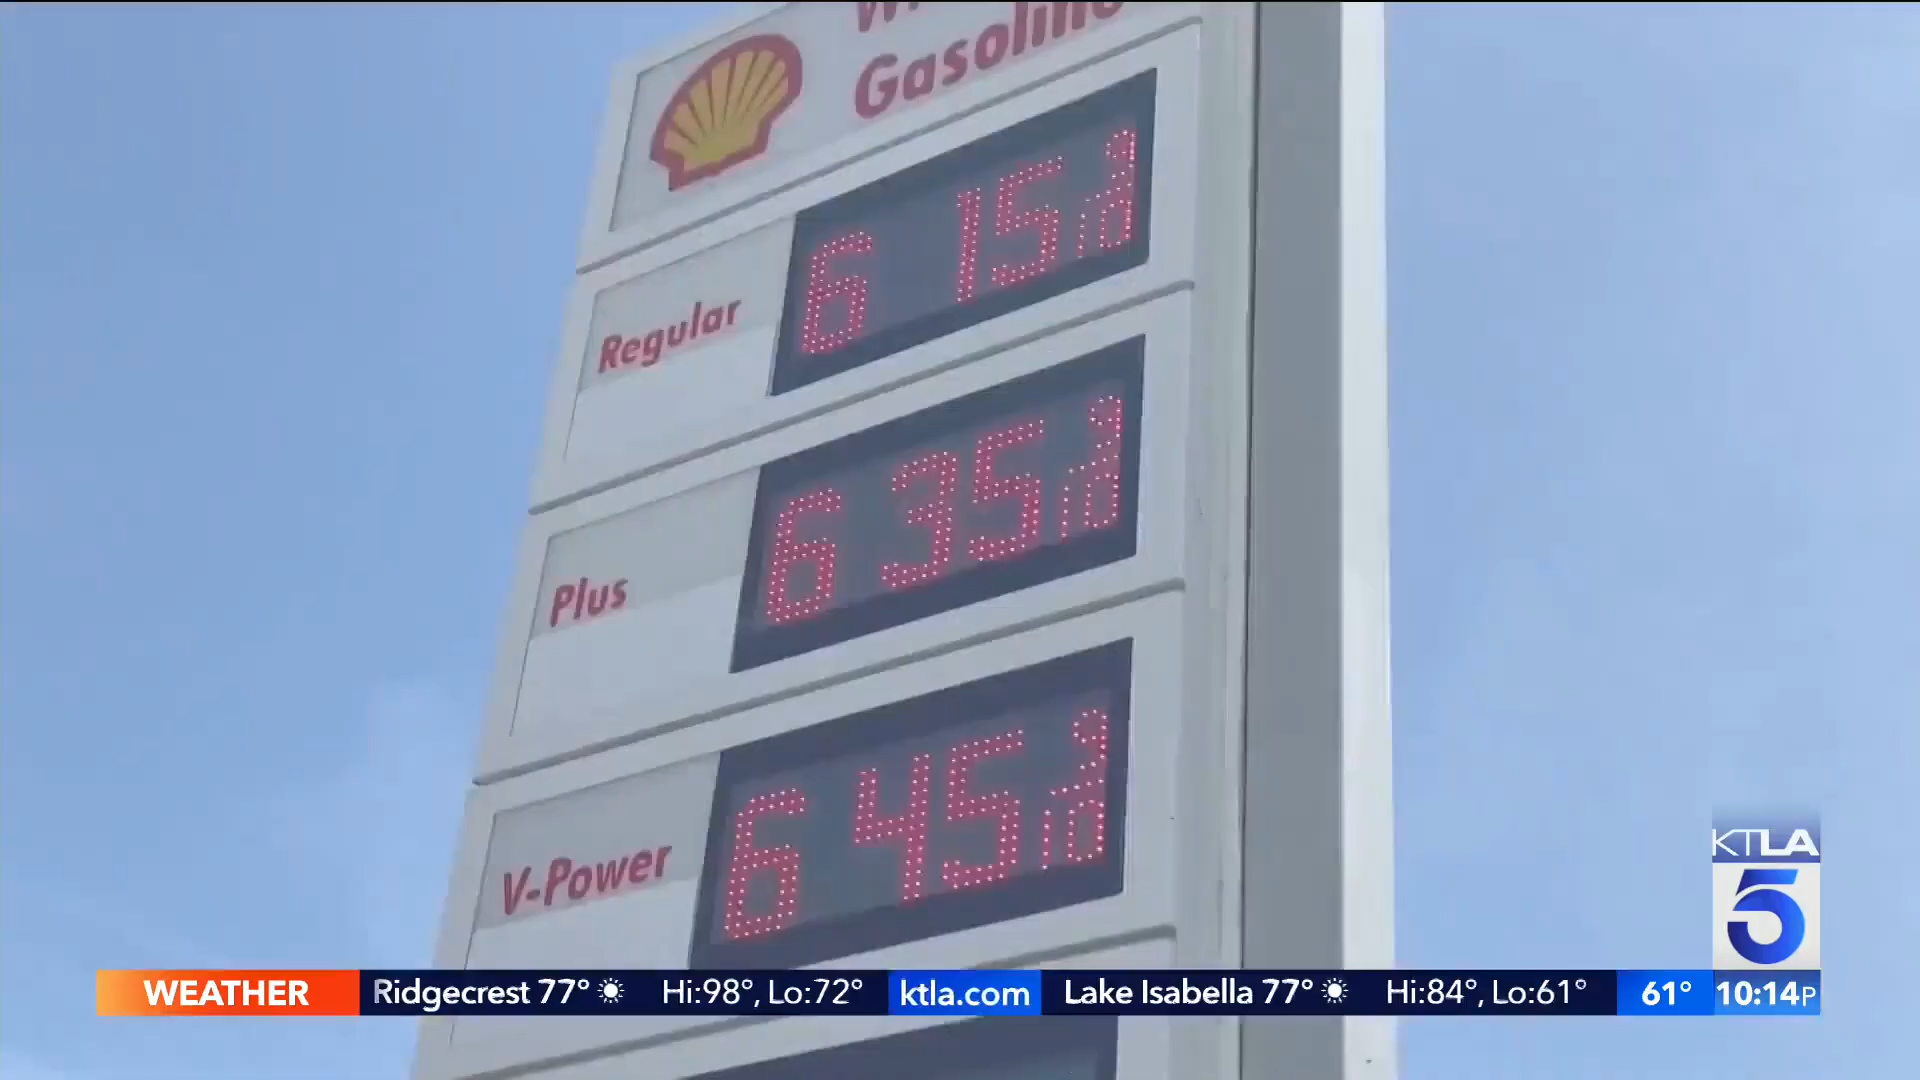 Gasoline
6 15 9/10
Regular
6 35 9/10
Plus
6 45 9/10
V-Power
KTLA
5
WEATHER Ridgecrest 77° Hi:98°, Lo:72° ktla.com Lake Isabella 77° Hi:84°, Lo:61° 61° 10:14P